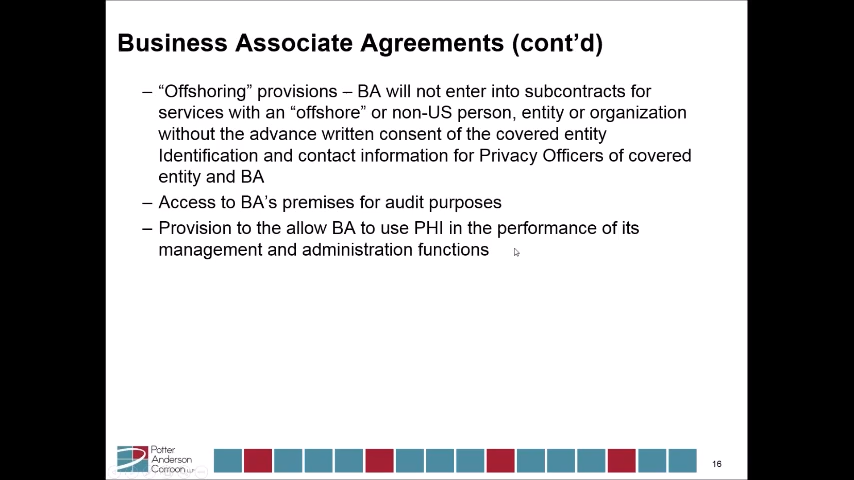 Business Associate Agreements (cont’d)
– “Offshoring” provisions – BA will not enter into subcontracts for
services with an “offshore” or non-US person, entity or organization
without the advance written consent of the covered entity
Identification and contact information for Privacy Officers of covered
entity and BA
– Access to BA’s premises for audit purposes
– Provision to the allow BA to use PHI in the performance of its
management and administration functions
Potter
Anderson
Corroon LLP
16